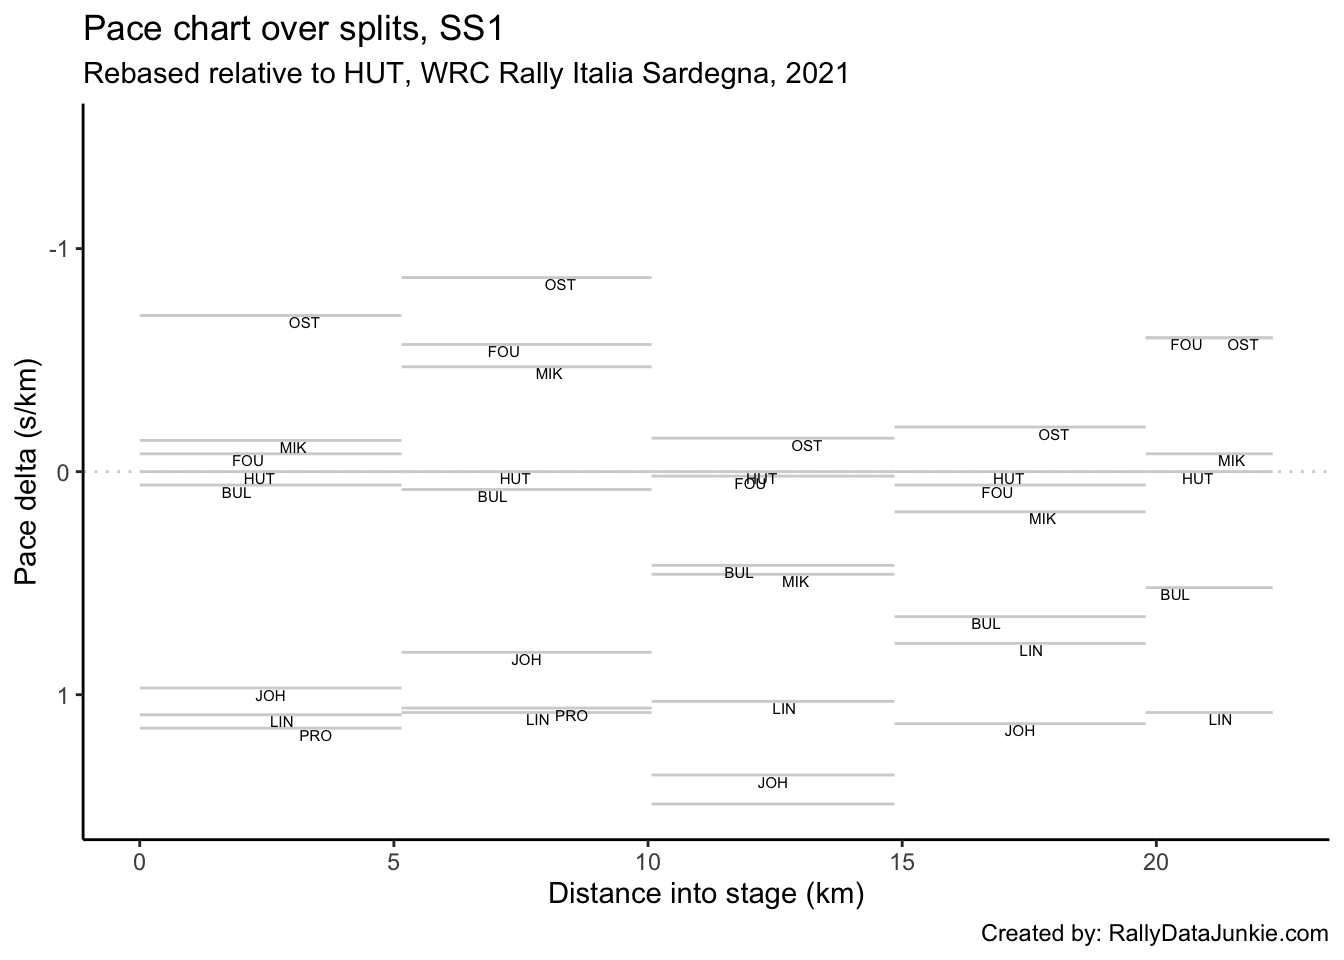 Pace chart over splits, SS1
Rebased relative to HUT, WRC Rally Italia Sardegna, 2021
Pace delta (s/km)
-1
0
1
OST
MIK
FOU
HUT
BUL
JOH
LIN
PRO
OST
FOU
MIK
HUT
BUL
JOH
LIN PRO
OST
HUT
FOU
BUL
MIK
LIN
JOH
OST
HUT
FOU
MIK
BUL
LIN
JOH
FOU OST
MIK
HUT
BUL
LIN
0 5 10 15 20
Distance into stage (km)
Created by: RallyDataJunkie.com